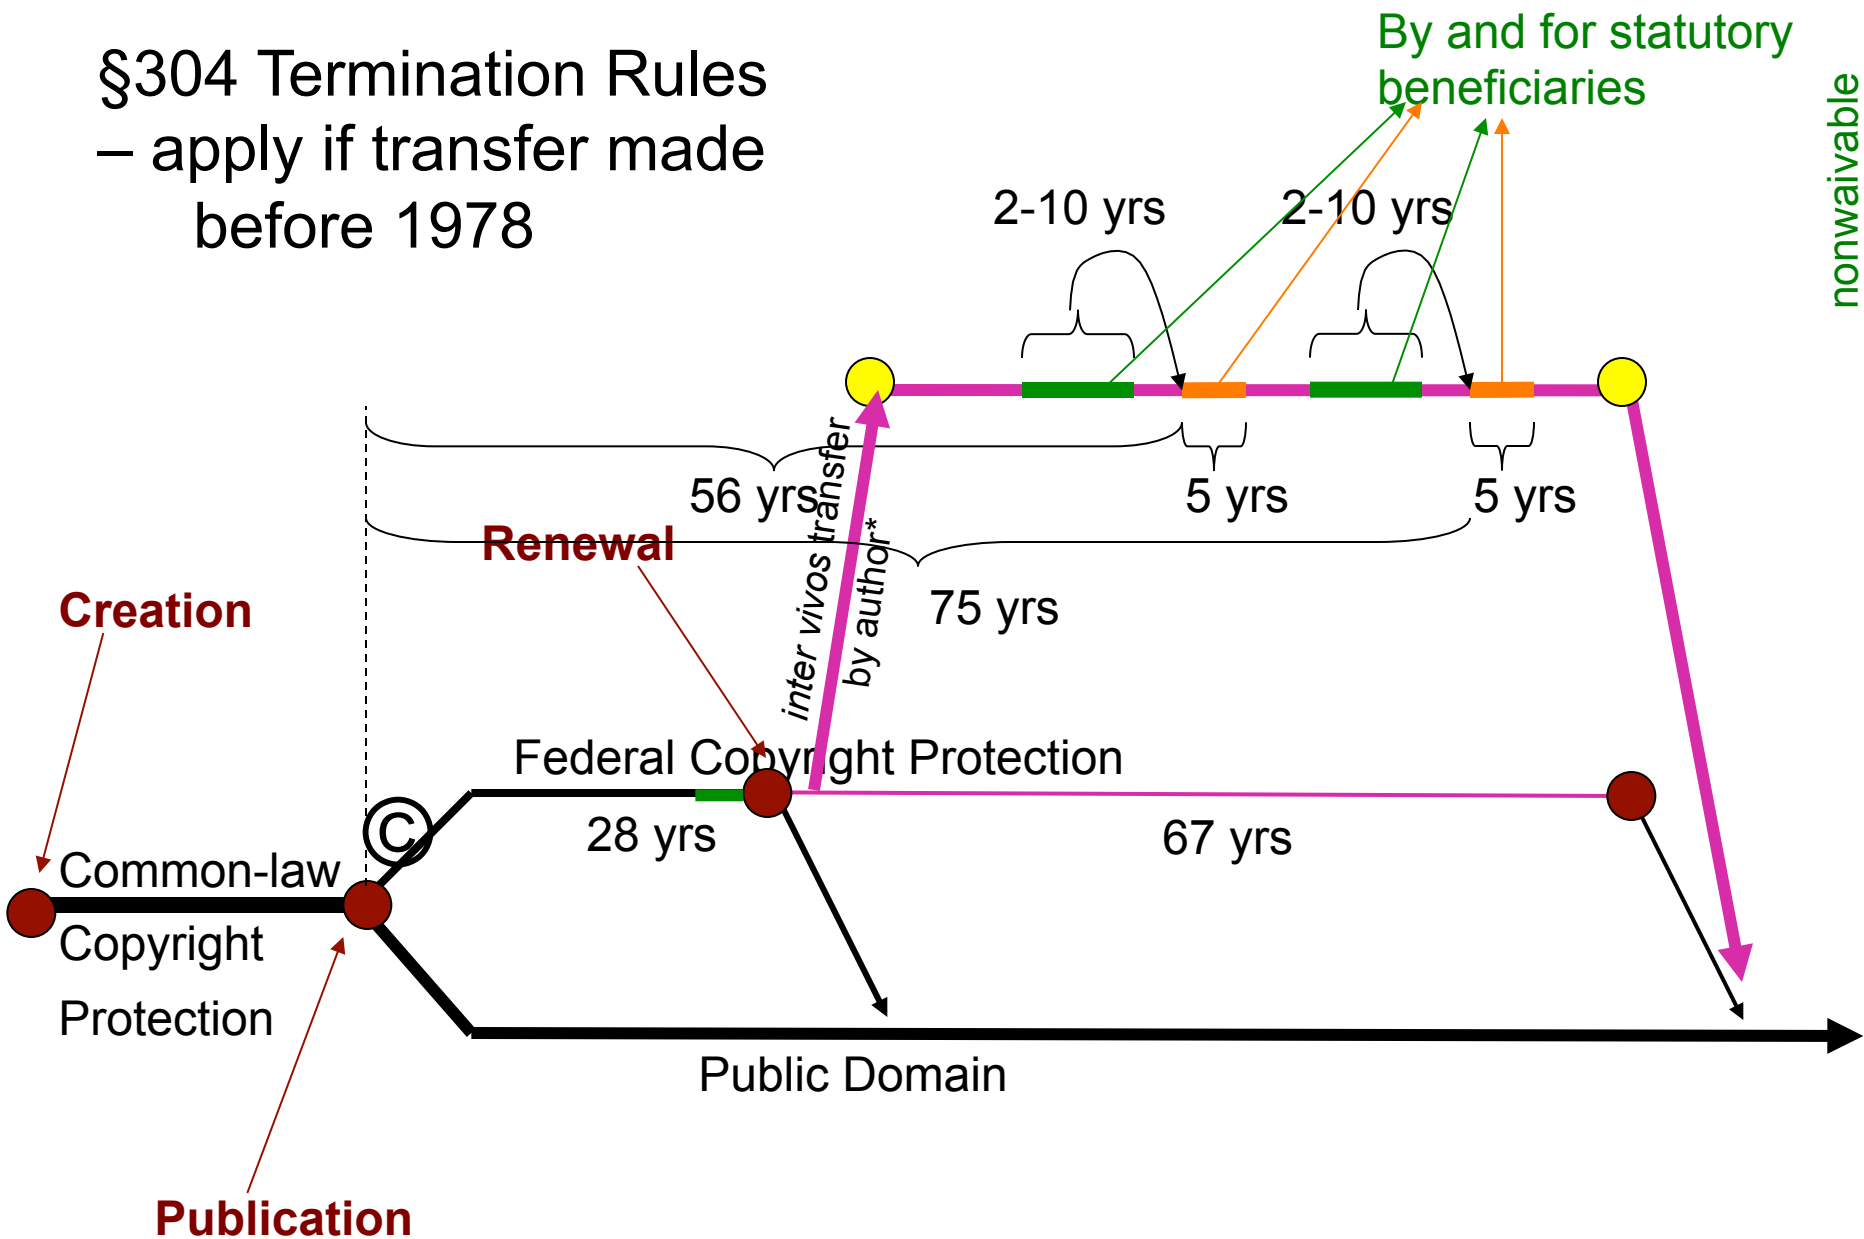 §304 Termination Rules
– apply if transfer made
before 1978
By and for statutory
beneficiaries
nonwaivable
2-10 yrs
2-10 yrs
56 yrs
5 yrs
5 yrs
inter vivos transfer
by author*
Renewal
75 yrs
Creation
Federal Copyright Protection
©
28 yrs
67 yrs
Common-law
Copyright
Protection
Public Domain
Publication